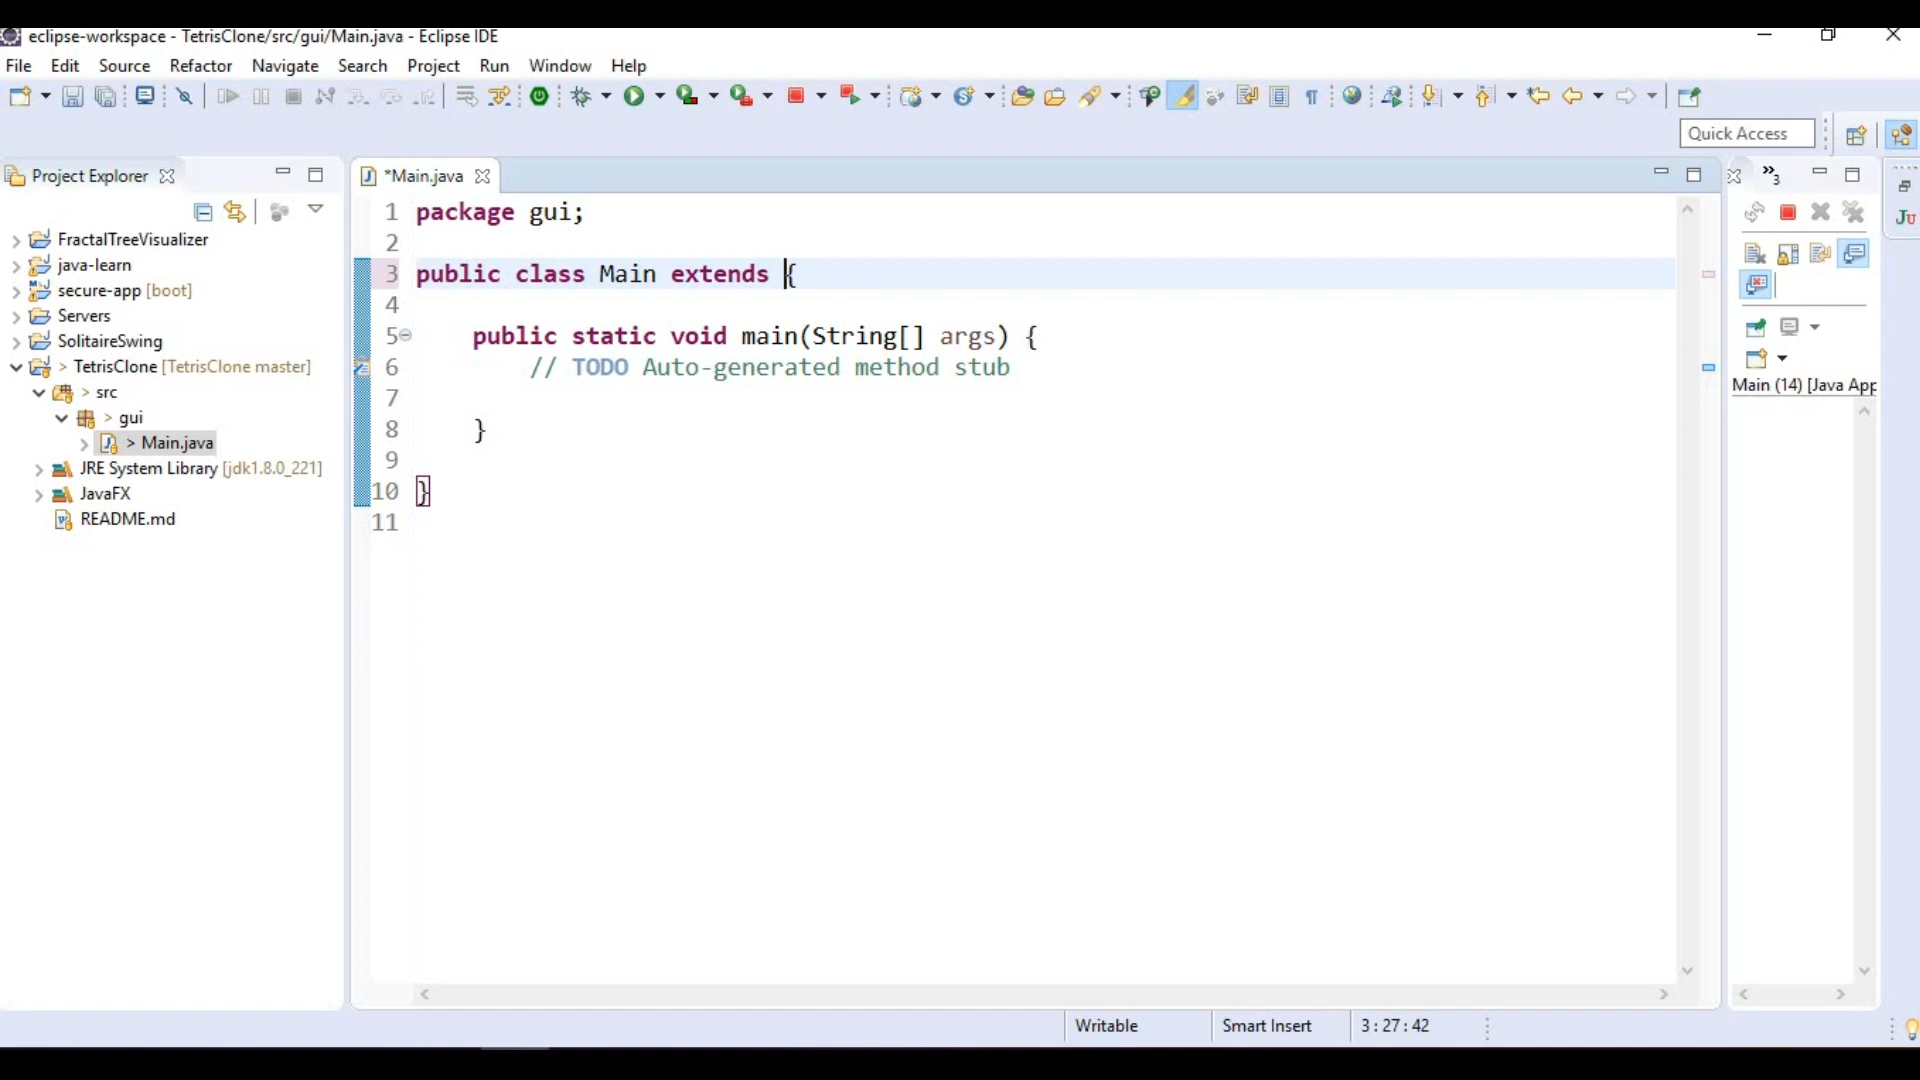 eclipse-workspace - TetrisClone/src/gui/Main.java - Eclipse IDE
File Edit Source Refactor Navigate Search Project Run Window Help
Quick Access
Project Explorer
*Main.java
3
FractalTreeVisualizer
java-learn
secure-app [boot]
Servers
SolitaireSwing
> TetrisClone [TetrisClone master]
> src
> gui
> Main.java
JRE System Library [jdk1.8.0_221]
JavaFX
README.md
1 package gui;
2
3 public class Main extends {
4
5 public static void main(String[] args) {
6 // TODO Auto-generated method stub
7
8 }
9
10 }
11
Ju
Main (14) [Java App
Writable
Smart Insert
3 : 27 : 42